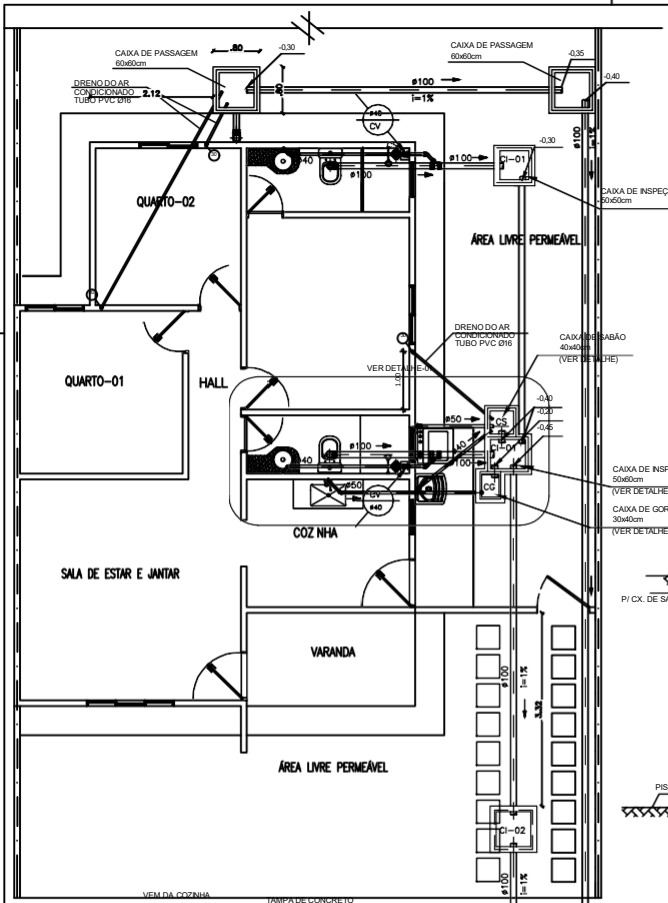 CAIXA DE PASSAGEM
60x60cm
.80
-0,30
CAIXA DE PASSAGEM
60x60cm
-0,35
-0,40
DRENO DO AR
CONDICIONADO
TUBO PVC Ø16
2.12
.80
ø100
i=1%
ø40
CV
ø100
i=1%
-0,30
ø40
ø100
ø100
CI-01
CAIXA DE INSPEÇ
50x50cm
QUARTO-02
ÁREA LIVRE PERMEÁVEL
DRENO DO AR
CONDICIONADO
TUBO PVC Ø16
CAIXA DE SABÃO
40x40cm
(VER DETALHE)
VER DETALHE-01
1.00
QUARTO-01
HALL
-0,40
-0,20
-0,45
ø50
CS
ø40
ø100
ø40
CI-01
ø100
CAIXA DE INSP
50x60cm
(VER DETALHE
ø50
CV
ø40
CG
CAIXA DE GOR
30x40cm
(VER DETALHE
COZ NHA
SALA DE ESTAR E JANTAR
P/ CX. DE SA
VARANDA
ø100
i=1%
3.32
ÁREA LIVRE PERMEÁVEL
PIS
CI-02
ø100
i=1%
VEM DA COZINHA
TAMPA DE CONCRETO